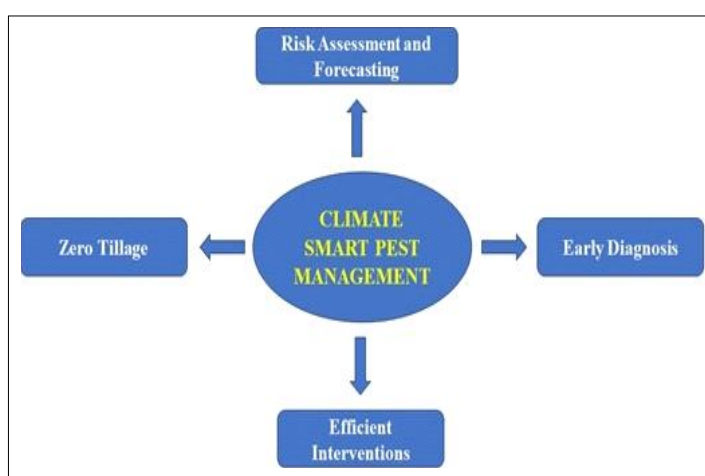 Risk Assessment and
Forecasting
CLIMATE
SMART PEST
MANAGEMENT
Zero Tillage
Early Diagnosis
Efficient
Interventions